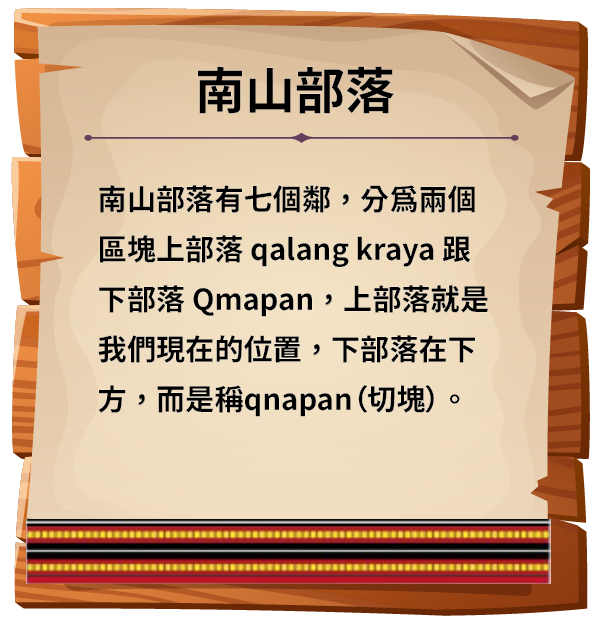 南山部落
南山部落有七個鄰，分爲兩個
區塊上部落 qalang kraya 跟
下部落 Qmapan，上部落就是
我們現在的位置，下部落在下
方，而是稱qnapan（切塊）。